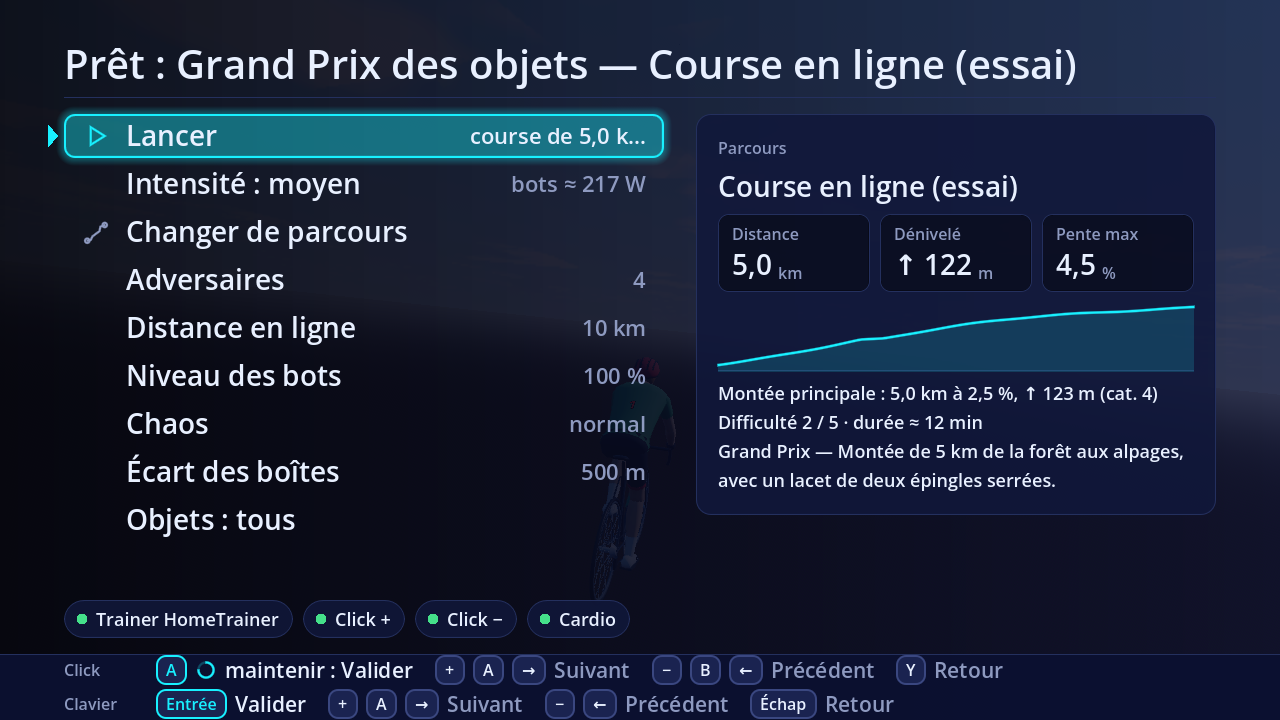 Prêt : Grand Prix des objets — Course en ligne (essai)
Lancer course de 5,0 k...
Intensité : moyen bots ≈ 217 W
Changer de parcours
Adversaires 4
Distance en ligne 10 km
Niveau des bots 100 %
Chaos normal
Écart des boîtes 500 m
Objets : tous
Parcours
Course en ligne (essai)
Distance Dénivelé Pente max
5,0 km ↑ 122 m 4,5 %
Montée principale : 5,0 km à 2,5 %, ↑ 123 m (cat. 4)
Difficulté 2 / 5 · durée ≈ 12 min
Grand Prix — Montée de 5 km de la forêt aux alpages,
avec un lacet de deux épingles serrées.
Trainer HomeTrainer Click + Click − Cardio
Click A maintenir : Valider + A → Suivant − B ← Précédent Y Retour
Clavier Entrée Valider + A → Suivant − ← Précédent Échap Retour